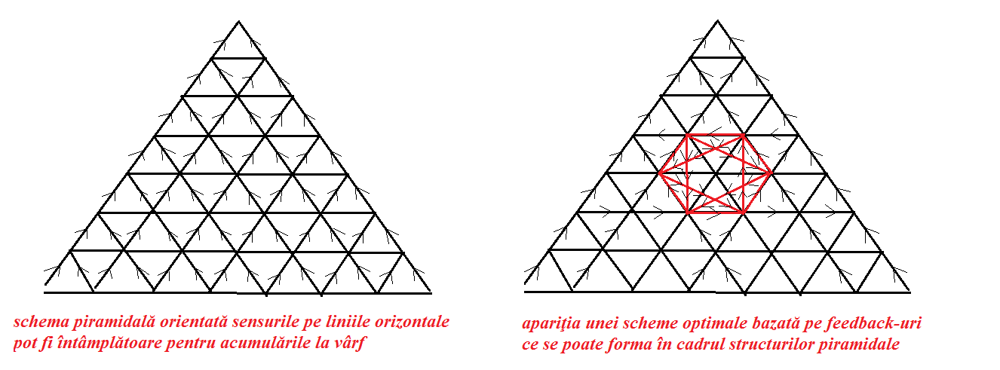 schema piramidală orientată sensurile pe liniile orizontale
pot fi întâmplătoare pentru acumulările la vârf
apariţia unei scheme optimale bazată pe feedback-uri
ce se poate forma în cadrul structurilor piramidale